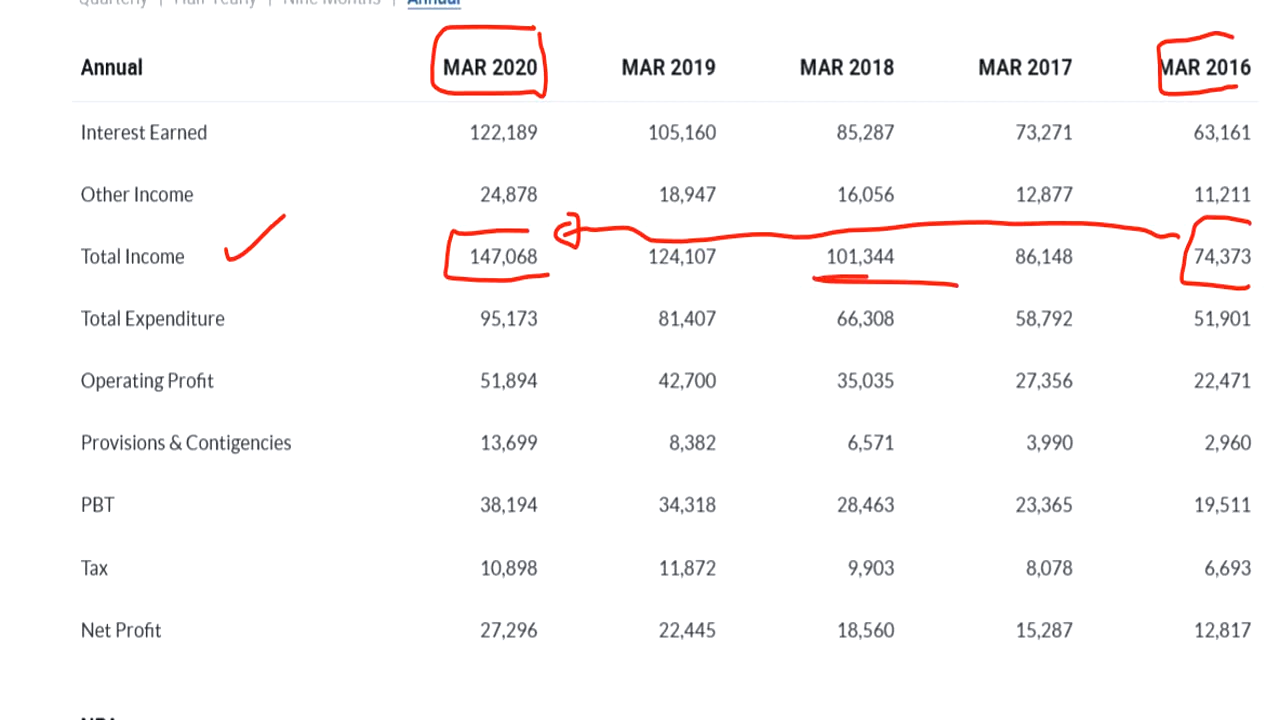 Quarterly | Half Yearly | Nine Months | Annual
Annual MAR 2020 MAR 2019 MAR 2018 MAR 2017 MAR 2016
Interest Earned 122,189 105,160 85,287 73,271 63,161
Other Income 24,878 18,947 16,056 12,877 11,211
Total Income 147,068 124,107 101,344 86,148 74,373
Total Expenditure 95,173 81,407 66,308 58,792 51,901
Operating Profit 51,894 42,700 35,035 27,356 22,471
Provisions & Contigencies 13,699 8,382 6,571 3,990 2,960
PBT 38,194 34,318 28,463 23,365 19,511
Tax 10,898 11,872 9,903 8,078 6,693
Net Profit 27,296 22,445 18,560 15,287 12,817